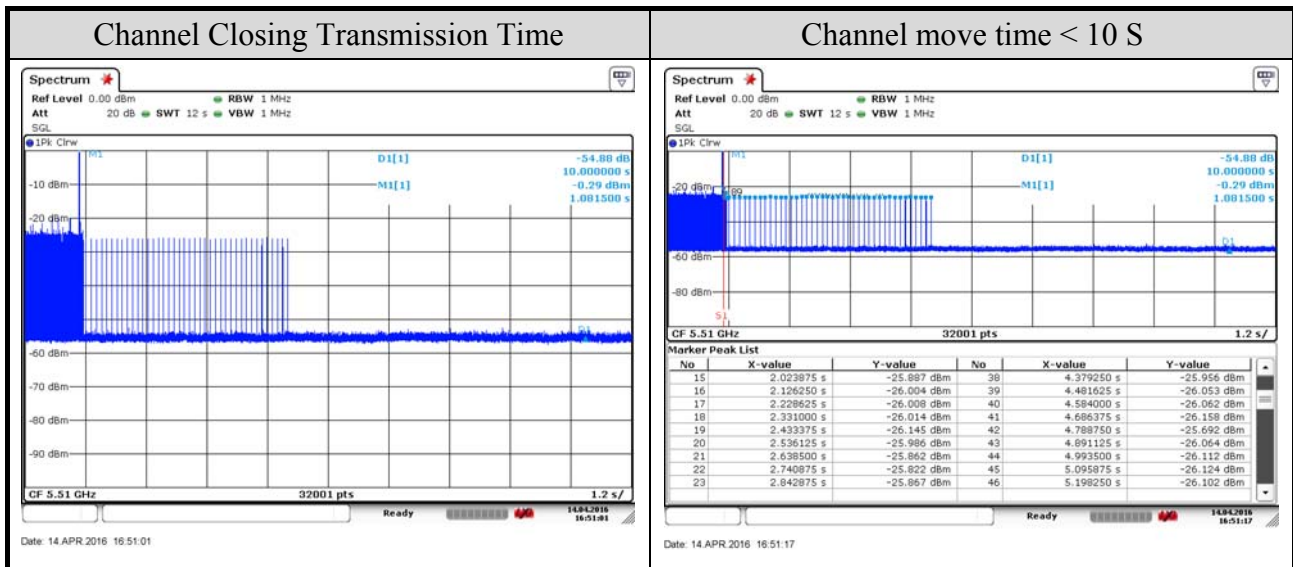 Channel Closing Transmission Time
Spectrum
Ref Level 0.00 dBm RBW 1 MHz
Att 20 dB SWT 12 s VBW 1 MHz
SGL
1Pk Clrw
M1
D1[1] -54.88 dB
10.000000 s
-10 dBm M1[1] -0.29 dBm
1.081500 s
-20 dBm
D1
-60 dBm
-70 dBm
-80 dBm
-90 dBm
CF 5.51 GHz 32001 pts 1.2 s/
Ready 14.04.2016
16:51:01
Date: 14.APR.2016 16:51:01
Channel move time < 10 S
Spectrum
Ref Level 0.00 dBm RBW 1 MHz
Att 20 dB SWT 12 s VBW 1 MHz
SGL
1Pk Clrw
M1
D1[1] -54.88 dB
10.000000 s
-20 dBm M1[1] -0.29 dBm
1.081500 s
D1
-60 dBm
-80 dBm
S1
CF 5.51 GHz 32001 pts 1.2 s/
Marker Peak List
No X-value Y-value No X-value Y-value
15 2.023875 s -25.887 dBm 38 4.379250 s -25.956 dBm
16 2.126250 s -26.004 dBm 39 4.481625 s -26.053 dBm
17 2.228625 s -26.008 dBm 40 4.584000 s -26.062 dBm
18 2.331000 s -26.014 dBm 41 4.686375 s -26.158 dBm
19 2.433375 s -26.145 dBm 42 4.788750 s -25.692 dBm
20 2.536125 s -25.986 dBm 43 4.891125 s -26.064 dBm
21 2.638500 s -25.862 dBm 44 4.993500 s -26.112 dBm
22 2.740875 s -25.822 dBm 45 5.095875 s -26.124 dBm
23 2.842875 s -25.867 dBm 46 5.198250 s -26.102 dBm
Ready 14.04.2016
16:51:17
Date: 14.APR.2016 16:51:17